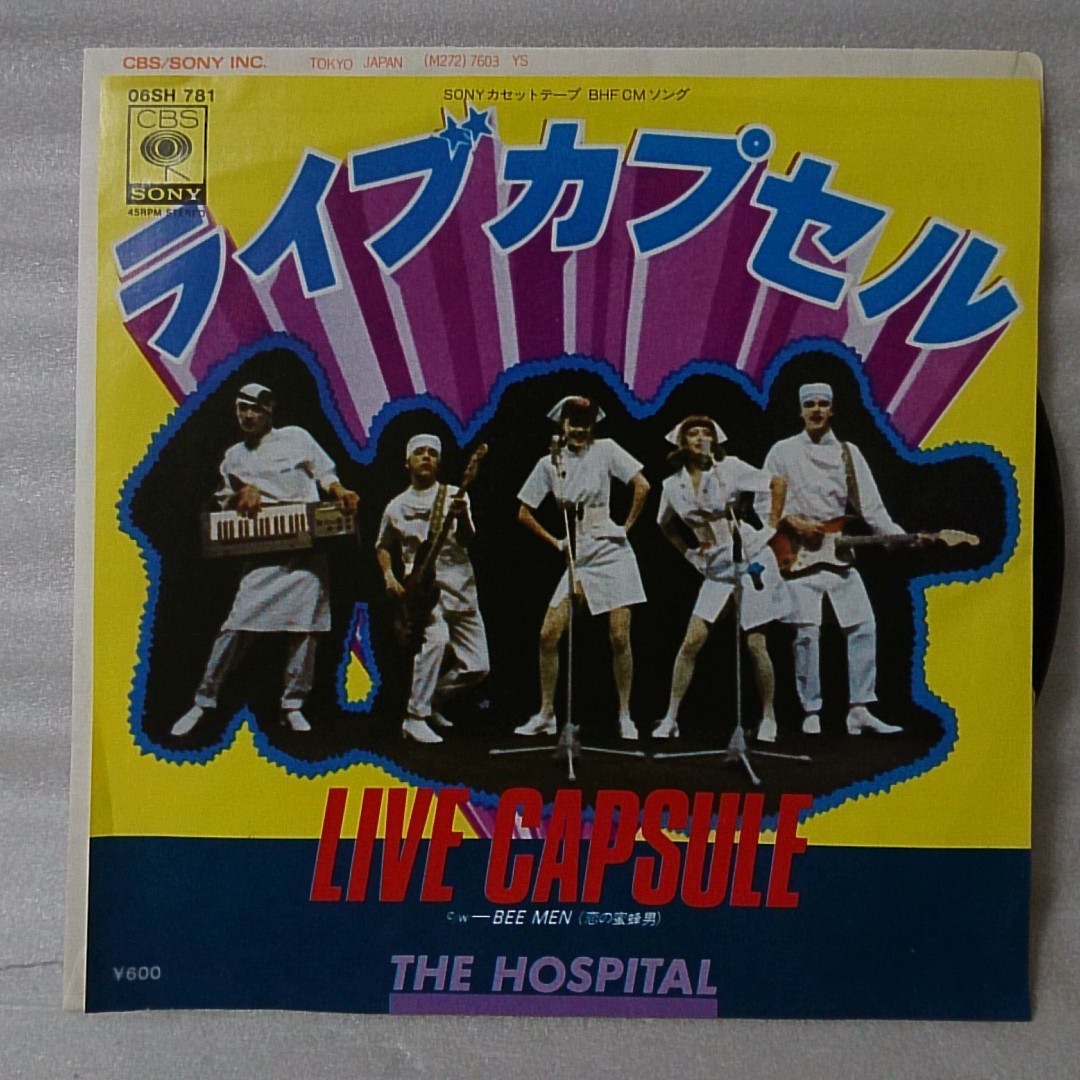 CBS/SONY INC. TOKYO JAPAN (M272) 7603 YS
06SH 781
SONYカセットテープ BHF CMソング
CBS
SONY
45RPM STEREO
ライブカプセル
LIVE CAPSULE
c/w—BEE MEN (恋の蜜蜂男)
¥600
THE HOSPITAL